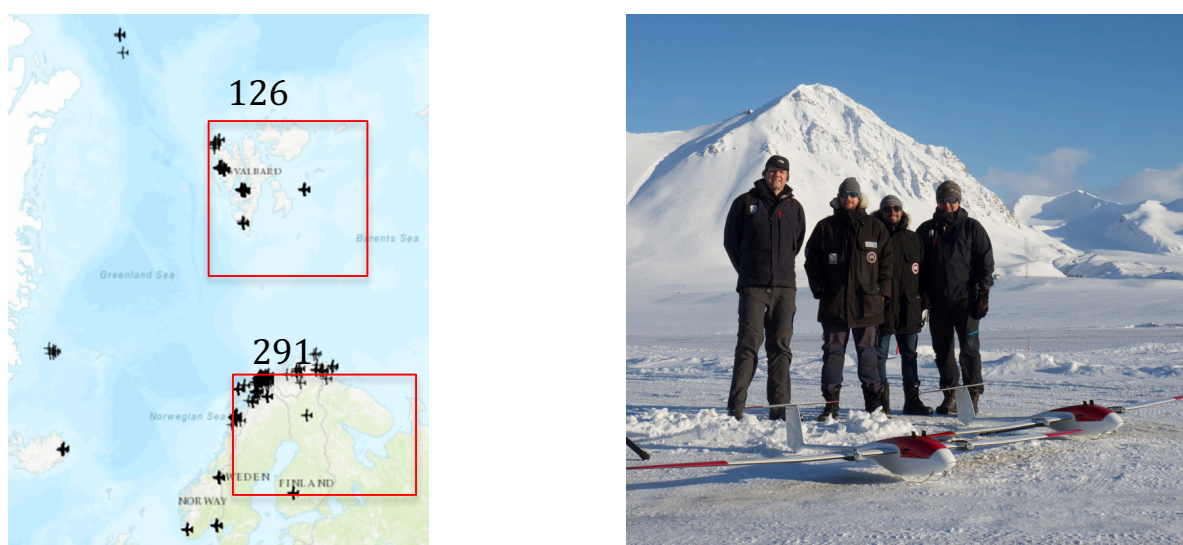 126
VALBARD
Barents Sea
Greenland Sea
291
Norwegian Sea
WEDEN
FINLAND
NORWAY